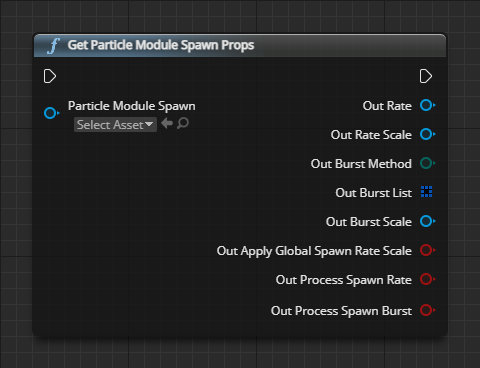 f Get Particle Module Spawn Props
Particle Module Spawn
Select Asset
Out Rate
Out Rate Scale
Out Burst Method
Out Burst List
Out Burst Scale
Out Apply Global Spawn Rate Scale
Out Process Spawn Rate
Out Process Spawn Burst